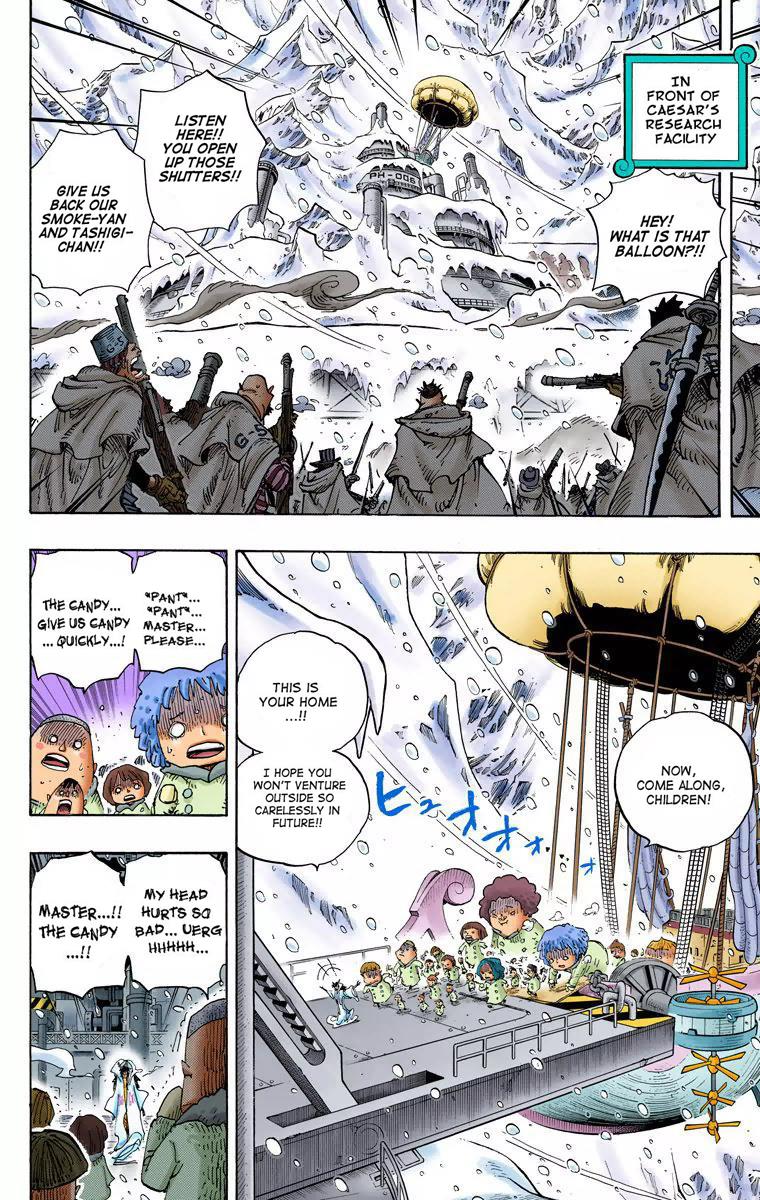 IN
FRONT OF
CAESAR'S
RESEARCH
FACILITY
HEY!
WHAT IS THAT
BALLOON?!!
LISTEN
HERE!!
YOU OPEN
UP THOSE
SHUTTERS!!
GIVE US
BACK OUR
SMOKE-YAN
AND TASHIGI-
CHAN!!
PH-006
G-5
G5
NOW,
COME ALONG,
CHILDREN!
THIS IS
YOUR HOME
...!!
I HOPE YOU
WON'T VENTURE
OUTSIDE SO
CARELESSLY IN
FUTURE!!
ヒュオオオォォ
*PANT*...
*PANT*...
MASTER...
PLEASE...
THE CANDY...
GIVE US CANDY
... QUICKLY...!
MY HEAD
HURTS SO
BAD... UERG
HHHHH...
MASTER...!!
THE CANDY
...!!